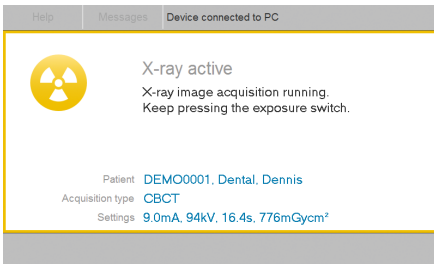 Help Messages Device connected to PC
X-ray active
X-ray image acquisition running.
Keep pressing the exposure switch.
Patient DEMO0001, Dental, Dennis
Acquisition type CBCT
Settings 9.0mA, 94kV, 16.4s, 776mGycm²